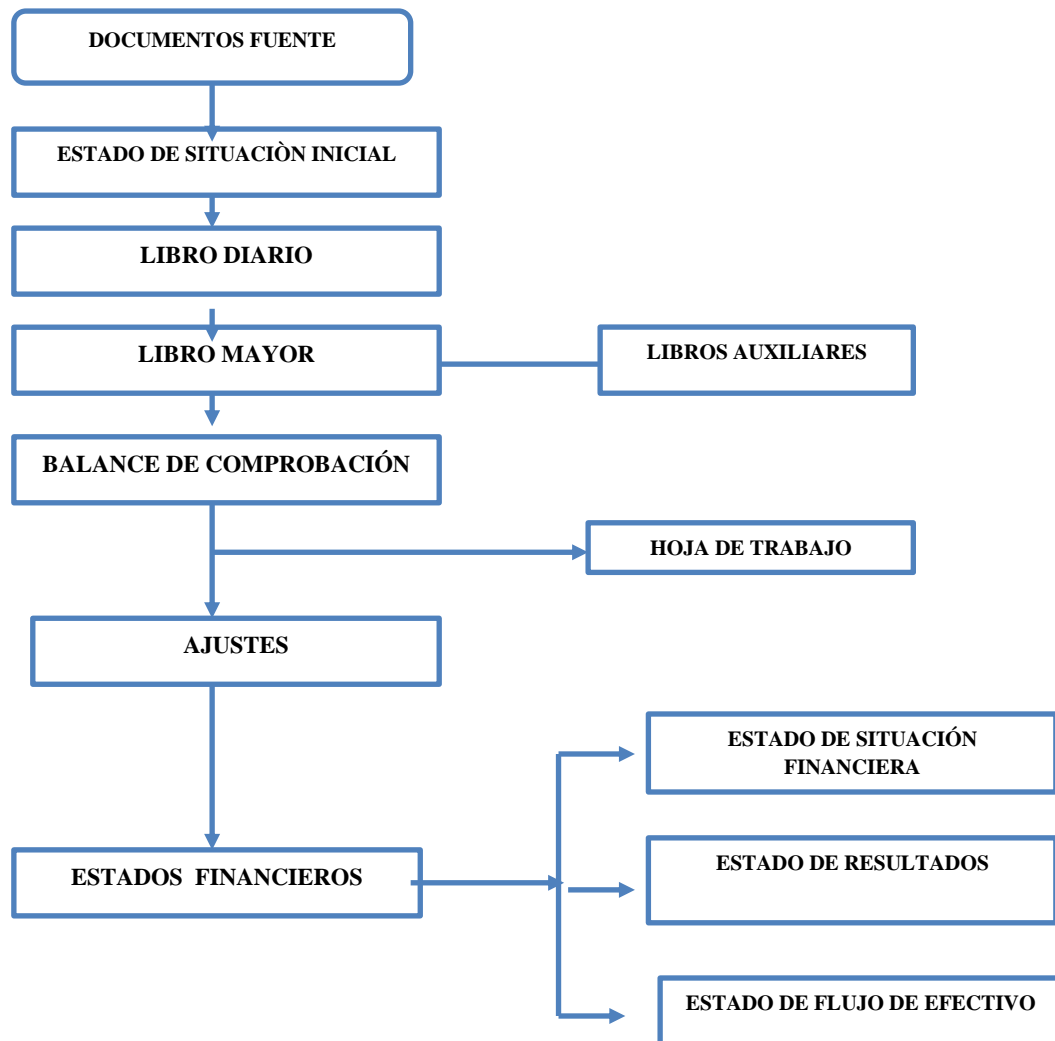 DOCUMENTOS FUENTE
ESTADO DE SITUACIÒN INICIAL
LIBRO DIARIO
LIBRO MAYOR
LIBROS AUXILIARES
BALANCE DE COMPROBACIÓN
HOJA DE TRABAJO
AJUSTES
ESTADO DE SITUACIÓN
FINANCIERA
ESTADOS FINANCIEROS
ESTADO DE RESULTADOS
ESTADO DE FLUJO DE EFECTIVO